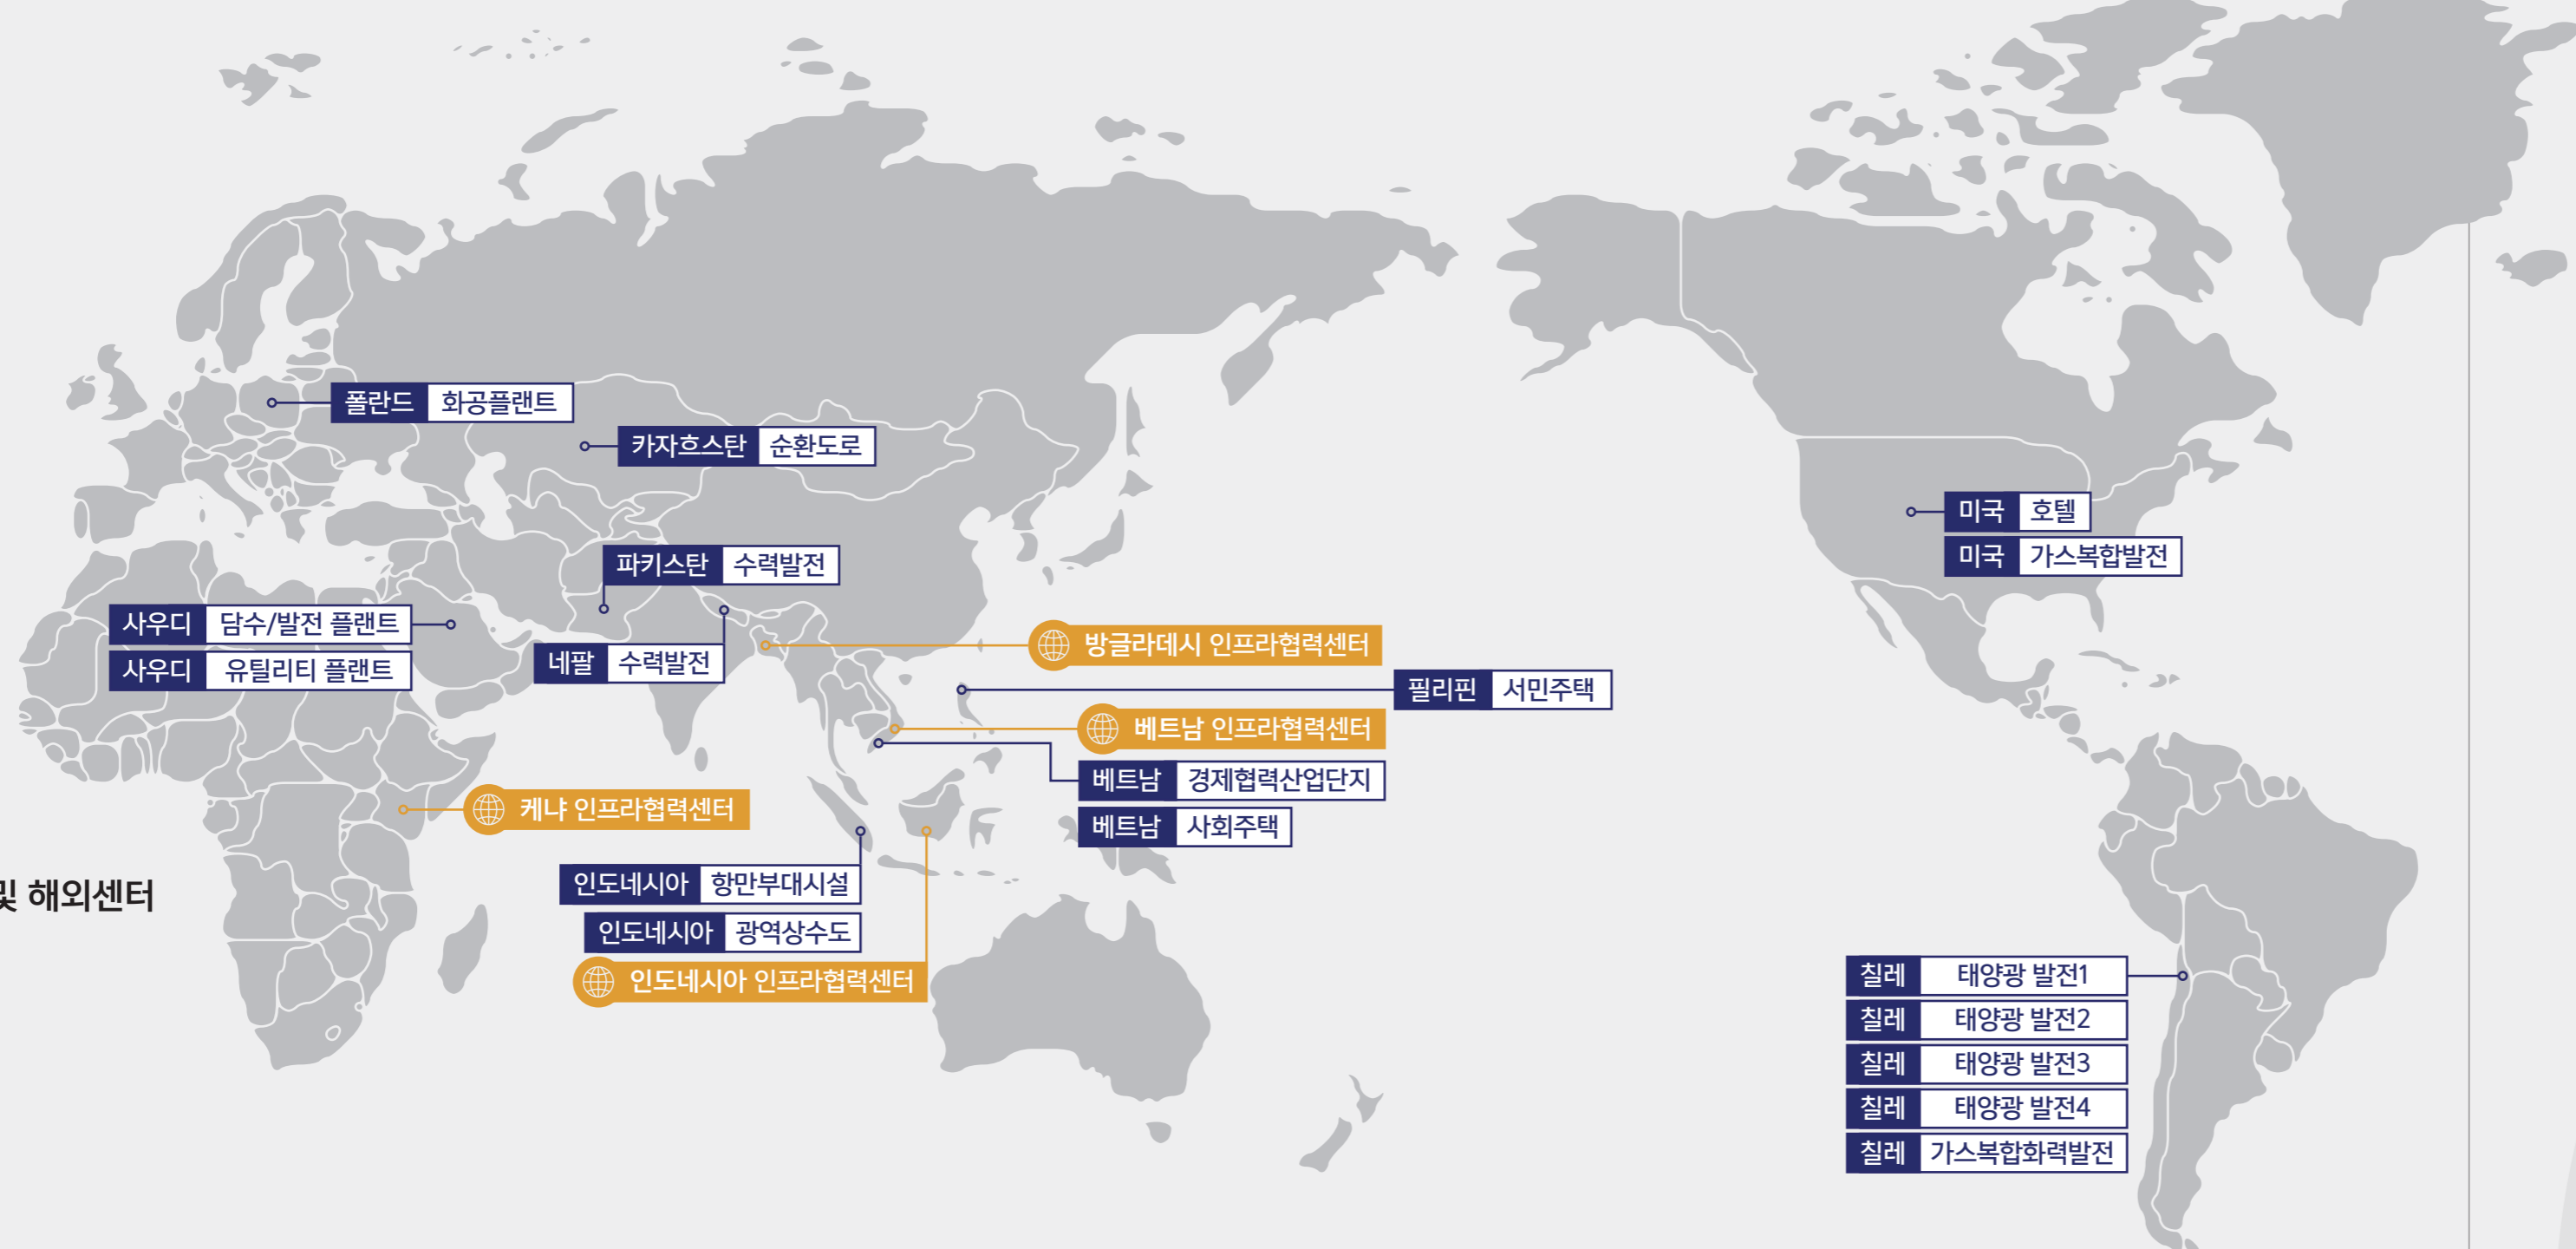 폴란드 화공플랜트
카자흐스탄 순환도로
미국 호텔
미국 가스복합발전
파키스탄 수력발전
사우디 담수/발전 플랜트
사우디 유틸리티 플랜트
네팔 수력발전
방글라데시 인프라협력센터
필리핀 서민주택
베트남 인프라협력센터
베트남 경제협력산업단지
베트남 사회주택
케냐 인프라협력센터
및 해외센터
인도네시아 항만부대시설
인도네시아 광역상수도
인도네시아 인프라협력센터
칠레 태양광 발전1
칠레 태양광 발전2
칠레 태양광 발전3
칠레 태양광 발전4
칠레 가스복합화력발전